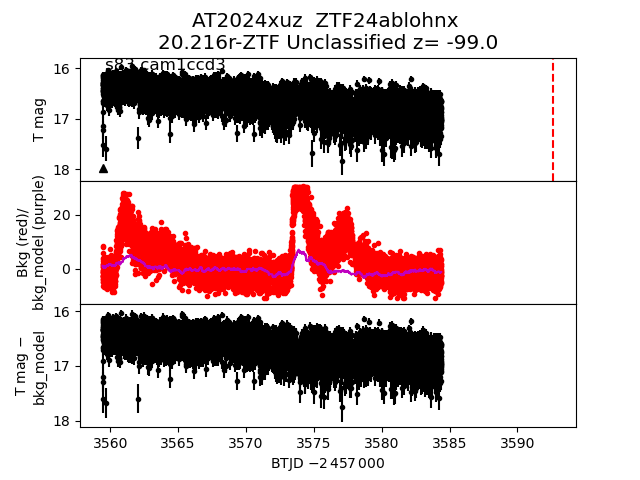 AT2024xuz  ZTF24ablohnx
20.216r-ZTF Unclassified z= -99.0
s83 cam1ccd3
16
17
18
T mag
20
0
Bkg (red)/
bkg_model (purple)
16
17
18
T mag −
bkg_model
3560 3565 3570 3575 3580 3585 3590
BTJD −2 457 000